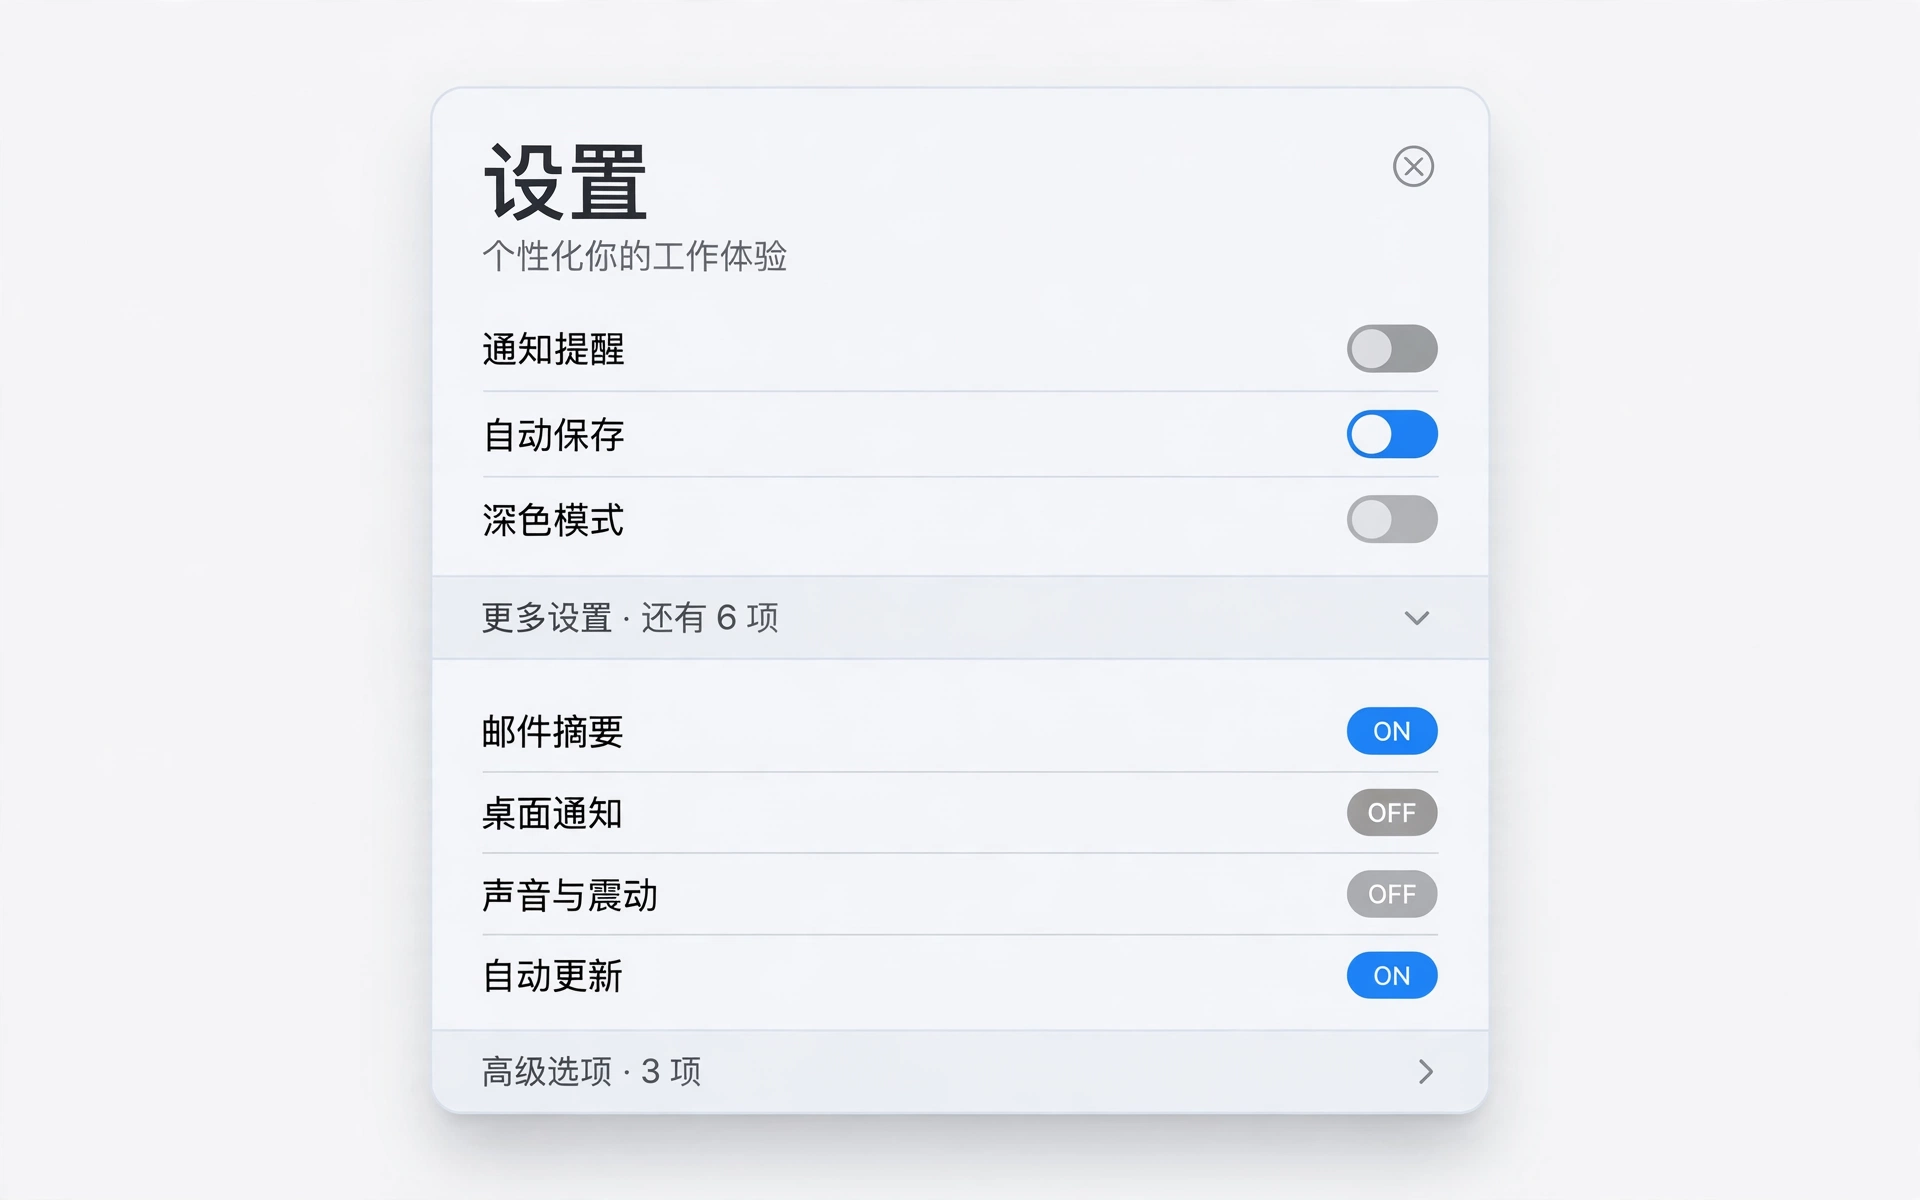 设置
个性化你的工作体验
通知提醒
自动保存
深色模式
更多设置 · 还有 6 项
邮件摘要 ON
桌面通知 OFF
声音与震动 OFF
自动更新 ON
高级选项 · 3 项